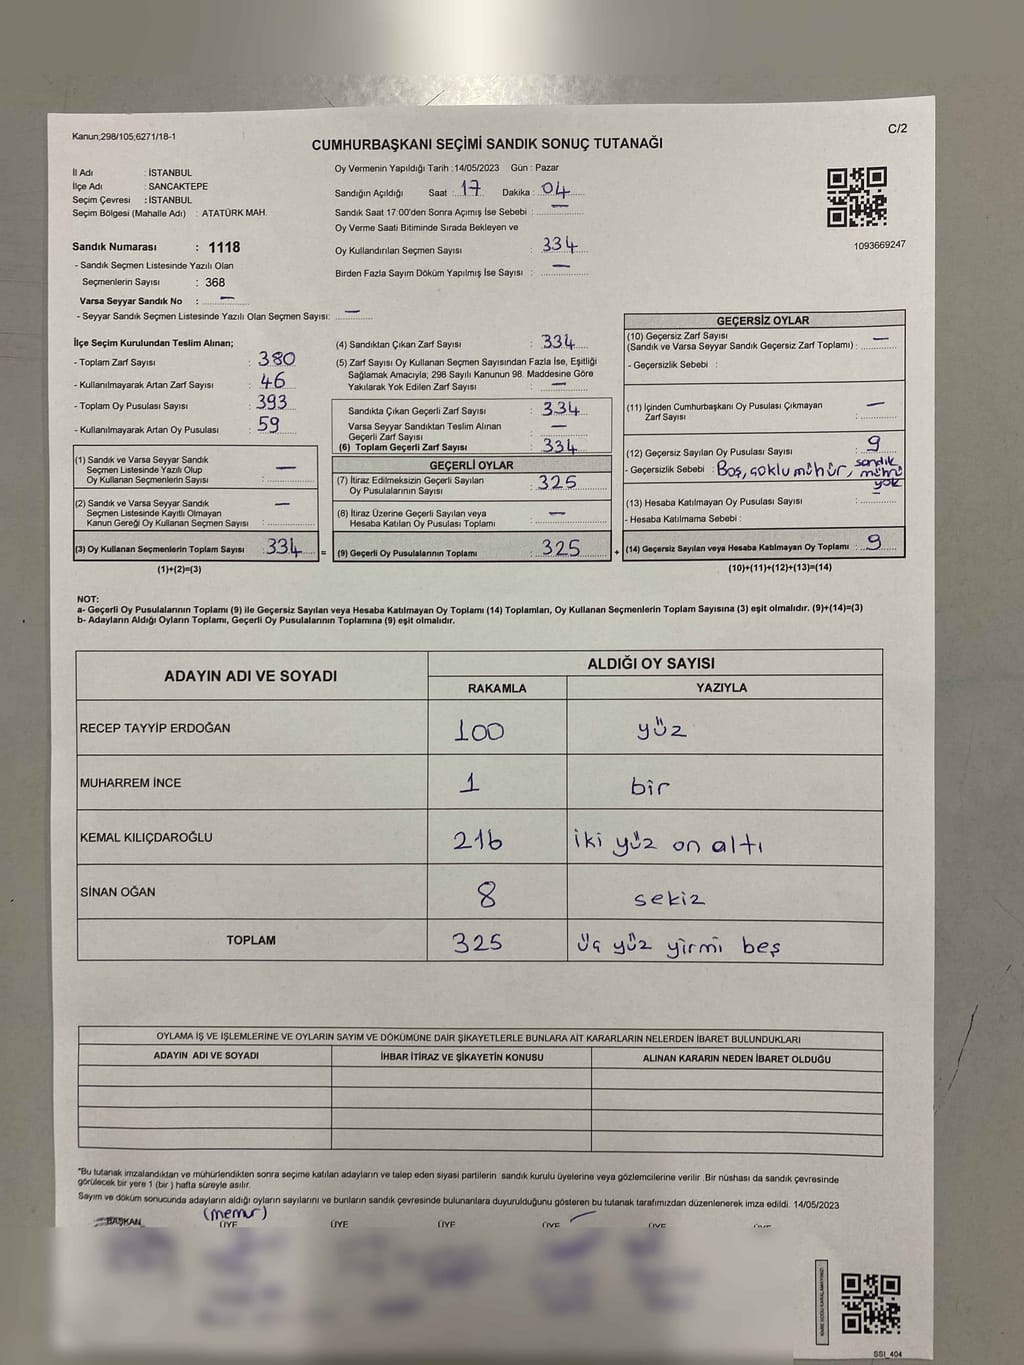 Kanun;298/105;6271/18-1
C/2
CUMHURBAŞKANI SEÇİMİ SANDIK SONUÇ TUTANAĞI
İl Adı : İSTANBUL
İlçe Adı : SANCAKTEPE
Seçim Çevresi : İSTANBUL
Seçim Bölgesi (Mahalle Adı) : ATATÜRK MAH.
Sandık Numarası : 1118
- Sandık Seçmen Listesinde Yazılı Olan
Seçmenlerin Sayısı : 368
Varsa Seyyar Sandık No : —
- Seyyar Sandık Seçmen Listesinde Yazılı Olan Seçmen Sayısı: —
Oy Vermenin Yapıldığı Tarih :14/05/2023 Gün : Pazar
Sandığın Açıldığı Saat : 17 Dakika : 04
Sandık Saat 17:00'den Sonra Açımış İse Sebebi : —
Oy Verme Saati Bitiminde Sırada Bekleyen ve
Oy Kullandırılan Seçmen Sayısı : 334
Birden Fazla Sayım Döküm Yapılmış İse Sayısı : —
1093669247
İlçe Seçim Kurulundan Teslim Alınan;
- Toplam Zarf Sayısı : 380
- Kullanılmayarak Artan Zarf Sayısı : 46
- Toplam Oy Pusulası Sayısı : 393
- Kullanılmayarak Artan Oy Pusulası : 59
(1) Sandık ve Varsa Seyyar Sandık
Seçmen Listesinde Yazılı Olup
Oy Kullanan Seçmenlerin Sayısı : —
(2) Sandık ve Varsa Seyyar Sandık
Seçmen Listesinde Kayıtlı Olmayan
Kanun Gereği Oy Kullanan Seçmen Sayısı : —
(3) Oy Kullanan Seçmenlerin Toplam Sayısı : 334 =
(1)+(2)=(3)
(4) Sandıktan Çıkan Zarf Sayısı : 334
(5) Zarf Sayısı Oy Kullanan Seçmen Sayısından Fazla İse, Eşitliği
Sağlamak Amacıyla; 298 Sayılı Kanunun 98. Maddesine Göre
Yakılarak Yok Edilen Zarf Sayısı : —
Sandıkta Çıkan Geçerli Zarf Sayısı : 334
Varsa Seyyar Sandıktan Teslim Alınan
Geçerli Zarf Sayısı : —
(6) Toplam Geçerli Zarf Sayısı : 334
GEÇERLİ OYLAR
(7) İtiraz Edilmeksizin Geçerli Sayılan
Oy Pusulalarının Sayısı : 325
(8) İtiraz Üzerine Geçerli Sayılan veya
Hesaba Katılan Oy Pusulası Toplamı : —
(9) Geçerli Oy Pusulalarının Toplamı : 325 +
GEÇERSİZ OYLAR
(10) Geçersiz Zarf Sayısı
(Sandık ve Varsa Seyyar Sandık Geçersiz Zarf Toplamı) : —
- Geçersizlik Sebebi :
(11) İçinden Cumhurbaşkanı Oy Pusulası Çıkmayan
Zarf Sayısı : —
(12) Geçersiz Sayılan Oy Pusulası Sayısı : 9
- Geçersizlik Sebebi : Boş, çoklu mühür, sandık
mührü
yok
(13) Hesaba Katılmayan Oy Pusulası Sayısı : —
- Hesaba Katılmama Sebebi :
(14) Geçersiz Sayılan veya Hesaba Katılmayan Oy Toplamı : 9
(10)+(11)+(12)+(13)=(14)
NOT:
a- Geçerli Oy Pusulalarının Toplamı (9) ile Geçersiz Sayılan veya Hesaba Katılmayan Oy Toplamı (14) Toplamları, Oy Kullanan Seçmenlerin Toplam Sayısına (3) eşit olmalıdır. (9)+(14)=(3)
b- Adayların Aldığı Oyların Toplamı, Geçerli Oy Pusulalarının Toplamına (9) eşit olmalıdır.
ADAYIN ADI VE SOYADI ALDIĞI OY SAYISI
RAKAMLA YAZIYLA
RECEP TAYYİP ERDOĞAN 100 yüz
MUHARREM İNCE 1 bir
KEMAL KILIÇDAROĞLU 216 iki yüz on altı
SİNAN OĞAN 8 sekiz
TOPLAM 325 üç yüz yirmi beş
OYLAMA İŞ VE İŞLEMLERİNE VE OYLARIN SAYIM VE DÖKÜMÜNE DAİR ŞİKAYETLERLE BUNLARA AİT KARARLARIN NELERDEN İBARET BULUNDUKLARI
ADAYIN ADI VE SOYADI İHBAR İTİRAZ VE ŞİKAYETİN KONUSU ALINAN KARARIN NEDEN İBARET OLDUĞU
*Bu tutanak imzalandıktan ve mühürlendikten sonra seçime katılan adayların ve talep eden siyasi partilerin sandık kurulu üyelerine veya gözlemcilerine verilir .Bir nüshası da sandık çevresinde
görülecek bir yere 1 (bir ) hafta süreyle asılır.
Sayım ve döküm sonucunda adayların aldığı oyların sayılarını ve bunların sandık çevresinde bulunanlara duyurulduğunu gösteren bu tutanak tarafımızdan düzenlenerek imza edildi. 14/05/2023
(memur)
BAŞKAN ÜYE ÜYE ÜYE ÜYE ÜYE ÜYE
SSI_404